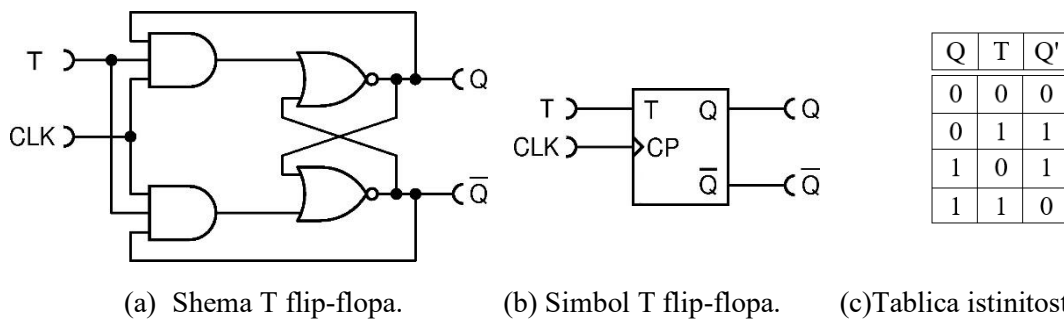 T
CLK
Q
Q̅
T
CLK
T Q
CP
Q̅
Q
Q̅
Q T Q'
0 0 0
0 1 1
1 0 1
1 1 0
(a) Shema T flip-flopa. (b) Simbol T flip-flopa. (c)Tablica